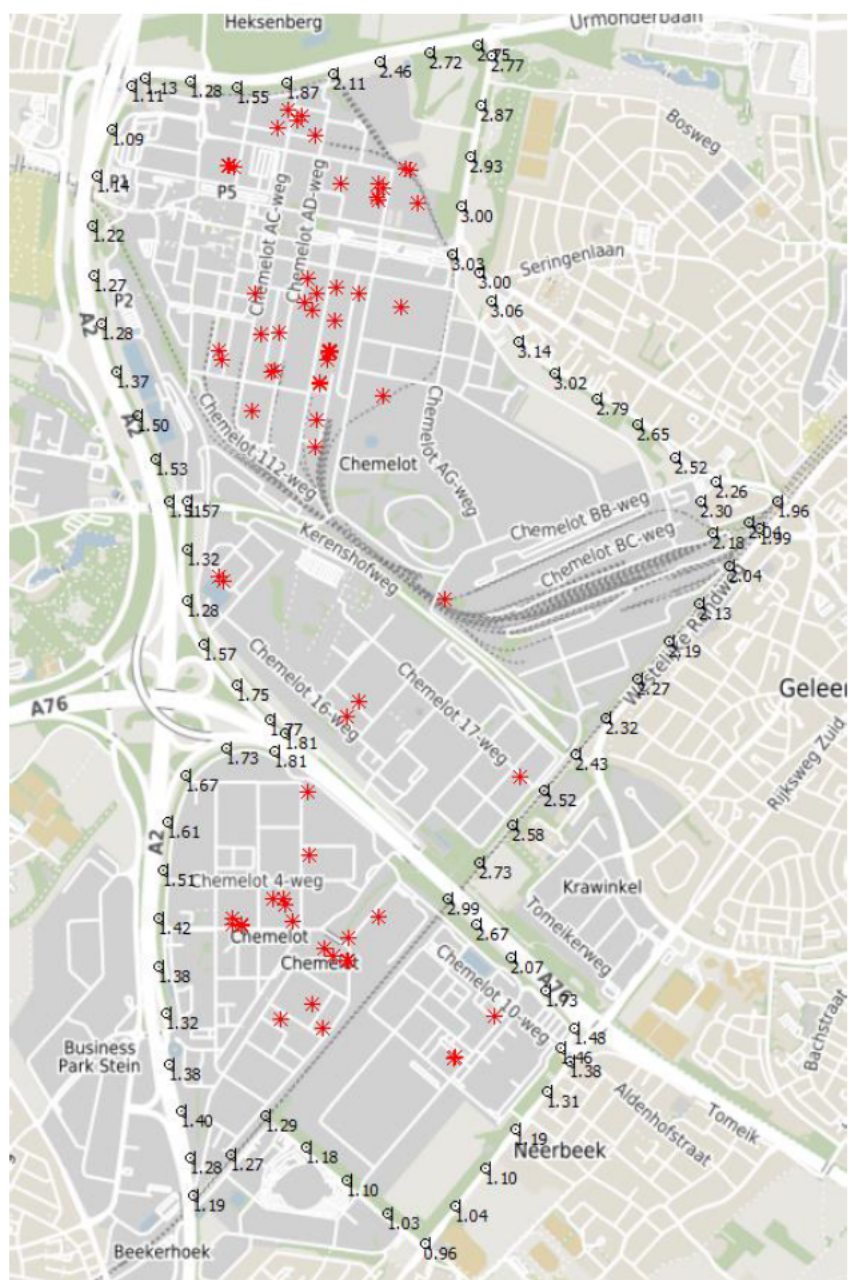 Heksenberg
Urmonderbaan
2.75
2.72
2.77
2.46
2.11
1.87
1.13
1.28
1.55
1.11
2.87
1.09
Bosweg
2.93
1.14
P1
P5
Chemelot AC-weg
Chemelot AD-weg
3.00
1.22
3.03
Seringenlaan
3.00
1.27
P2
3.06
A2
1.28
3.14
1.37
3.02
2.79
A2
1.50
2.65
Chemelot 112-weg
Chemelot AG-weg
1.53
Chemelot
2.52
2.26
1.57
2.30
1.96
Chemelot BB-weg
2.04
1.99
2.18
Kerenshofweg
Chemelot BC-weg
1.32
2.04
1.28
2.13
1.57
2.19
Chemelot 16-weg
Chemelot 17-weg
2.27
Geleen
1.75
A76
2.32
1.77
1.81
1.73
1.81
2.43
Rijksweg Zuid
1.67
2.52
1.61
A2
2.58
1.51
2.73
Chemelot 4-weg
Krawinkel
2.99
1.42
2.67
Tomeikerweg
Chemelot
2.07
1.38
Chemelot
Chemelot 10-weg
A76
1.73
1.32
1.48
Bachstraat
Business
Park Stein
1.46
1.38
1.38
1.31
Aldenhofstraat
1.40
1.29
Tomeik
1.19
Neerbeek
1.28
1.27
1.18
1.10
1.19
1.10
1.03
1.04
Beekerhoek
0.96